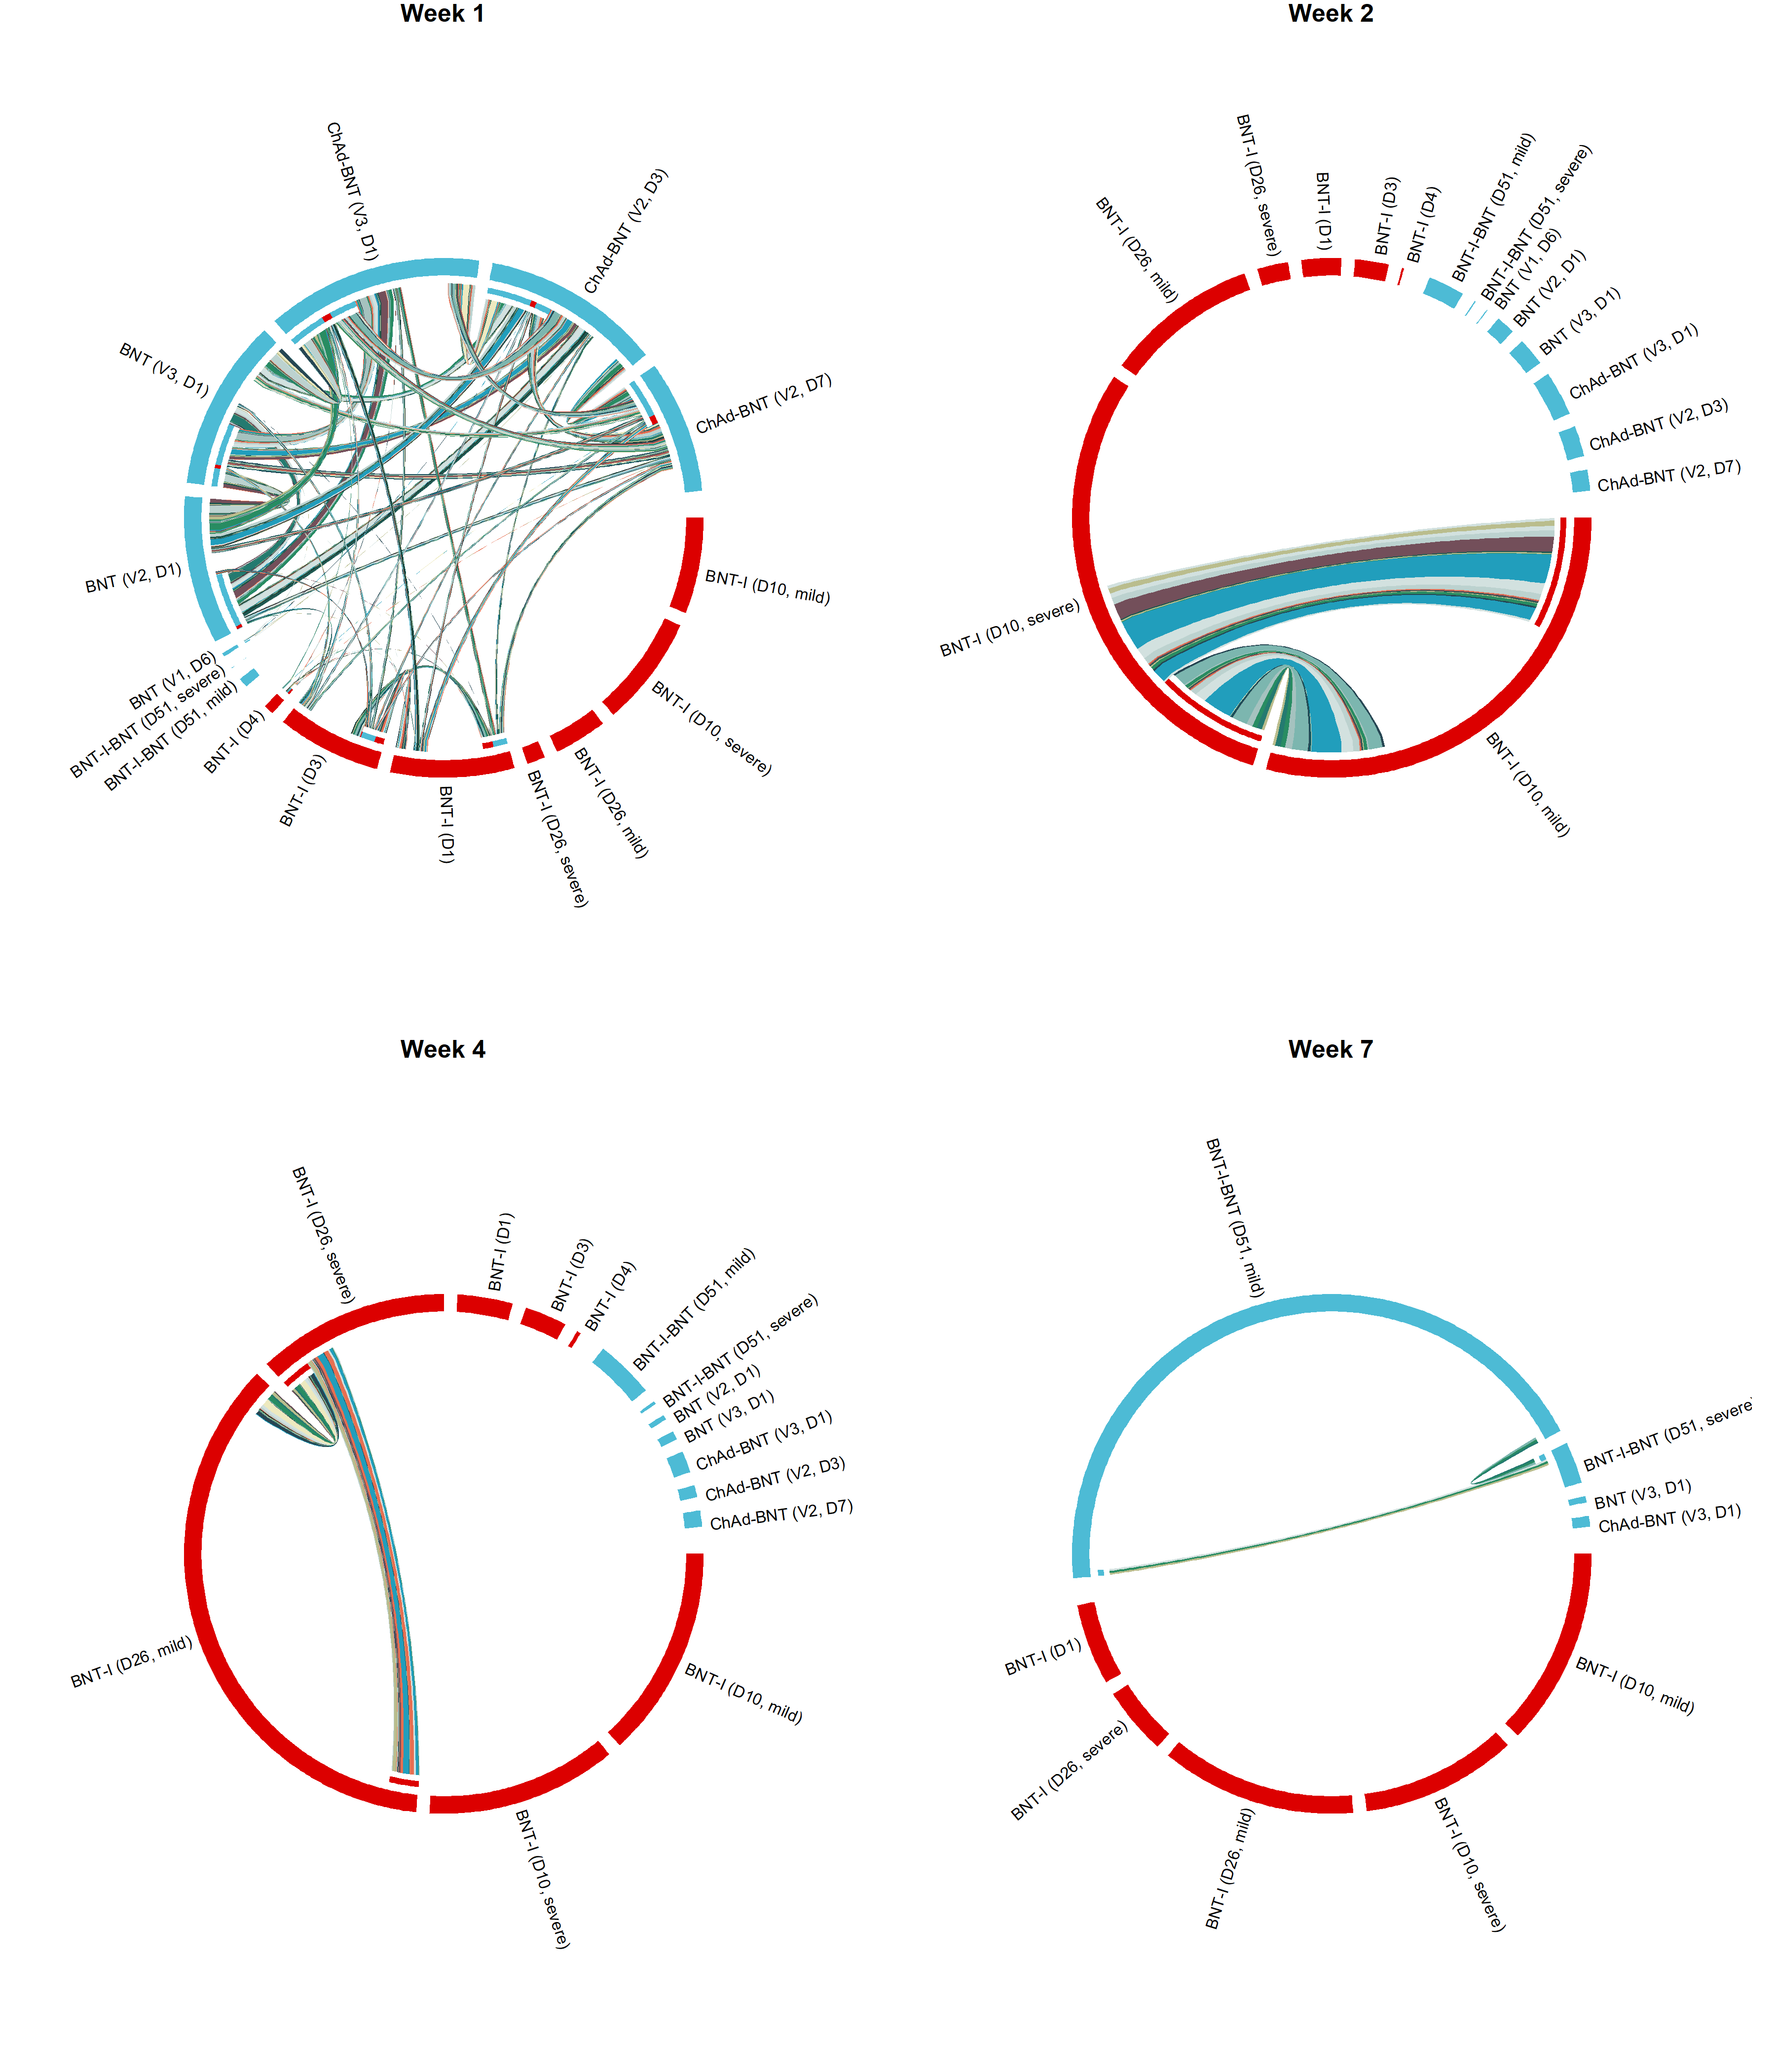 Week 1
ChAd-BNT (V3, D1)
ChAd-BNT (V2, D3)
BNT (V3, D1)
ChAd-BNT (V2, D7)
BNT (V2, D1)
BNT-I (D10, mild)
BNT (V1, D6)
BNT-I-BNT (D51, severe)
BNT-I-BNT (D51, mild)
BNT-I (D4)
BNT-I (D3)
BNT-I (D1)
BNT-I (D26, severe)
BNT-I (D26, mild)
BNT-I (D10, severe)
Week 2
BNT-I (D26, mild)
BNT-I (D26, severe)
BNT-I (D1)
BNT-I (D3)
BNT-I (D4)
BNT-I-BNT (D51, mild)
BNT-I-BNT (D51, severe)
BNT (V1, D6)
BNT (V2, D1)
BNT (V3, D1)
ChAd-BNT (V3, D1)
ChAd-BNT (V2, D3)
ChAd-BNT (V2, D7)
BNT-I (D10, severe)
BNT-I (D10, mild)
Week 4
BNT-I (D26, severe)
BNT-I (D1)
BNT-I (D3)
BNT-I (D4)
BNT-I-BNT (D51, mild)
BNT-I-BNT (D51, severe)
BNT (V2, D1)
BNT (V3, D1)
ChAd-BNT (V3, D1)
ChAd-BNT (V2, D3)
ChAd-BNT (V2, D7)
BNT-I (D26, mild)
BNT-I (D10, mild)
BNT-I (D10, severe)
Week 7
BNT-I-BNT (D51, mild)
BNT-I-BNT (D51, severe
BNT (V3, D1)
ChAd-BNT (V3, D1)
BNT-I (D1)
BNT-I (D10, mild)
BNT-I (D26, severe)
BNT-I (D26, mild)
BNT-I (D10, severe)